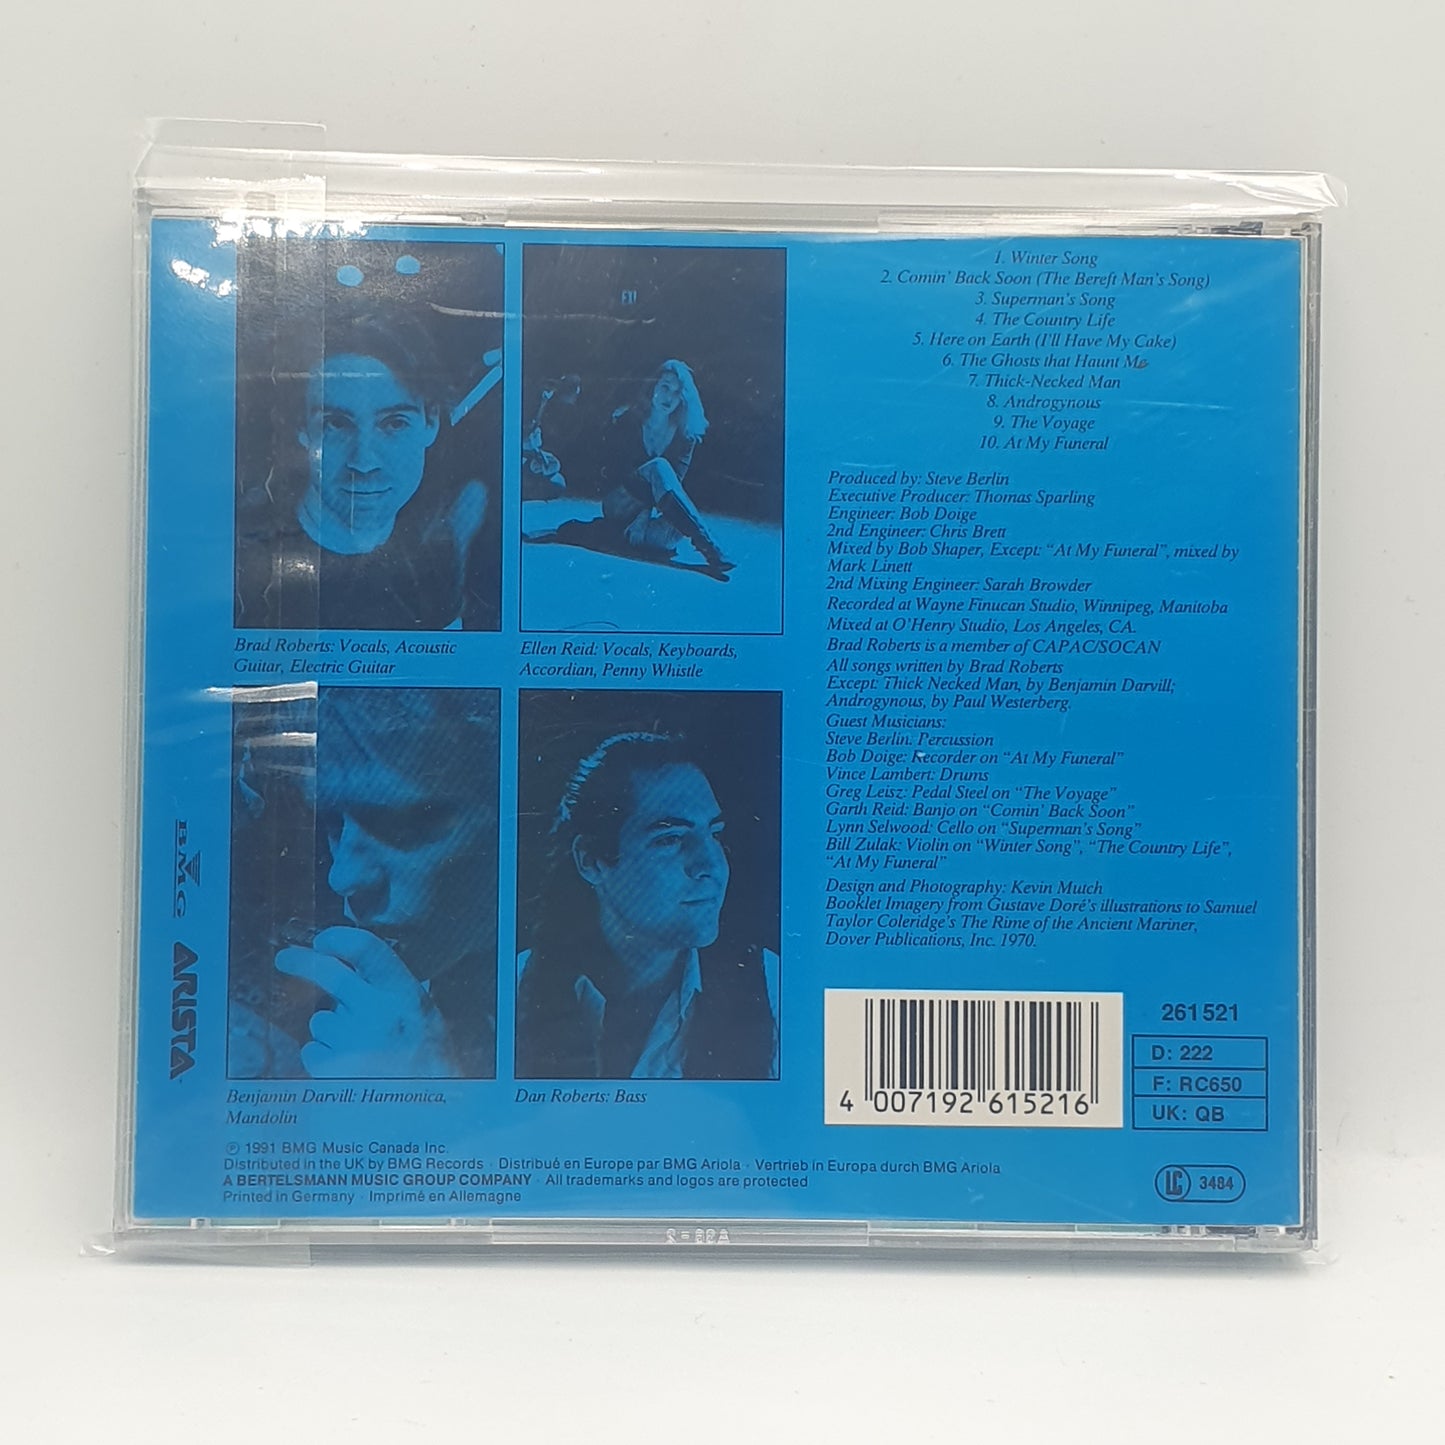 EXIT
1. Winter Song
2. Comin' Back Soon (The Bereft Man's Song)
3. Superman's Song
4. The Country Life
5. Here on Earth (I'll Have My Cake)
6. The Ghosts that Haunt Me
7. Thick-Necked Man
8. Androgynous
9. The Voyage
10. At My Funeral
Produced by: Steve Berlin
Executive Producer: Thomas Sparling
Engineer: Bob Doige
2nd Engineer: Chris Brett
Mixed by Bob Shaper, Except: “At My Funeral”, mixed by
Mark Linett
2nd Mixing Engineer: Sarah Browder
Recorded at Wayne Finucan Studio, Winnipeg, Manitoba
Mixed at O'Henry Studio, Los Angeles, CA.
Brad Roberts is a member of CAPAC/SOCAN
All songs written by Brad Roberts
Except: Thick Necked Man, by Benjamin Darvill;
Androgynous, by Paul Westerberg.
Guest Musicians:
Steve Berlin. Percussion
Bob Doige: Recorder on “At My Funeral”
Vince Lambert: Drums
Greg Leisz: Pedal Steel on “The Voyage”
Garth Reid: Banjo on “Comin' Back Soon”
Lynn Selwood: Cello on “Superman's Song”
Bill Zulak: Violin on “Winter Song”, “The Country Life”,
“At My Funeral”
Design and Photography: Kevin Mutch
Booklet Imagery from Gustave Doré's illustrations to Samuel
Taylor Coleridge's The Rime of the Ancient Mariner,
Dover Publications, Inc. 1970.
Brad Roberts: Vocals, Acoustic
Guitar, Electric Guitar
Ellen Reid: Vocals, Keyboards,
Accordian, Penny Whistle
Benjamin Darvill: Harmonica,
Mandolin
Dan Roberts: Bass
BMG
ARISTA
4 007192 615216
261 521
D: 222
F: RC650
UK: QB
℗ 1991 BMG Music Canada Inc.
Distributed in the UK by BMG Records · Distribué en Europe par BMG Ariola · Vertrieb in Europa durch BMG Ariola
A BERTELSMANN MUSIC GROUP COMPANY · All trademarks and logos are protected
Printed in Germany · Imprimé en Allemagne
LC 3484